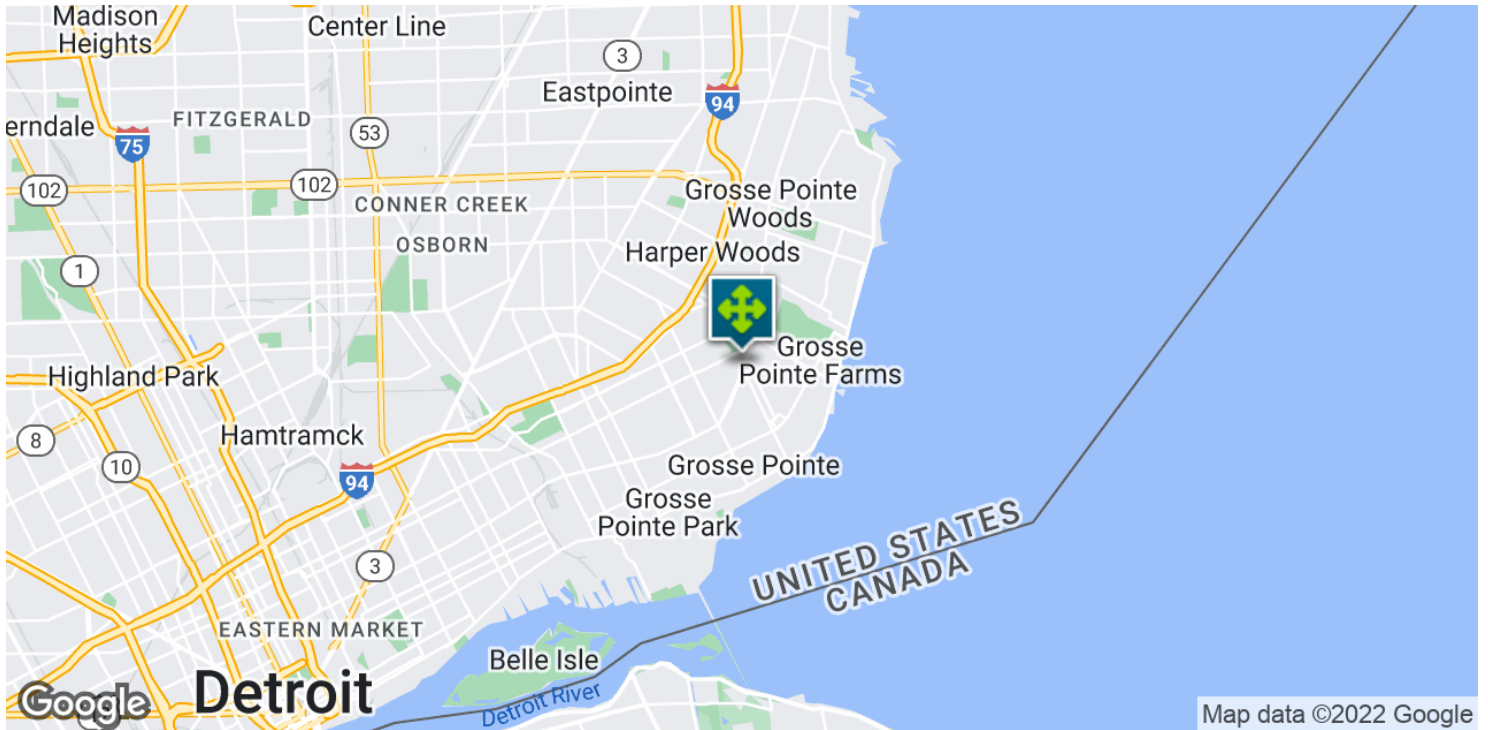 Madison
Heights
Center Line
3
Eastpointe
94
FITZGERALD
erndale
75
53
102
102
Grosse Pointe
Woods
CONNER CREEK
OSBORN
Harper Woods
1
Grosse
Pointe Farms
Highland Park
8
Hamtramck
10
94
Grosse Pointe
Grosse
Pointe Park
UNITED STATES
CANADA
3
EASTERN MARKET
Belle Isle
Detroit
Detroit River
Google
Map data ©2022 Google